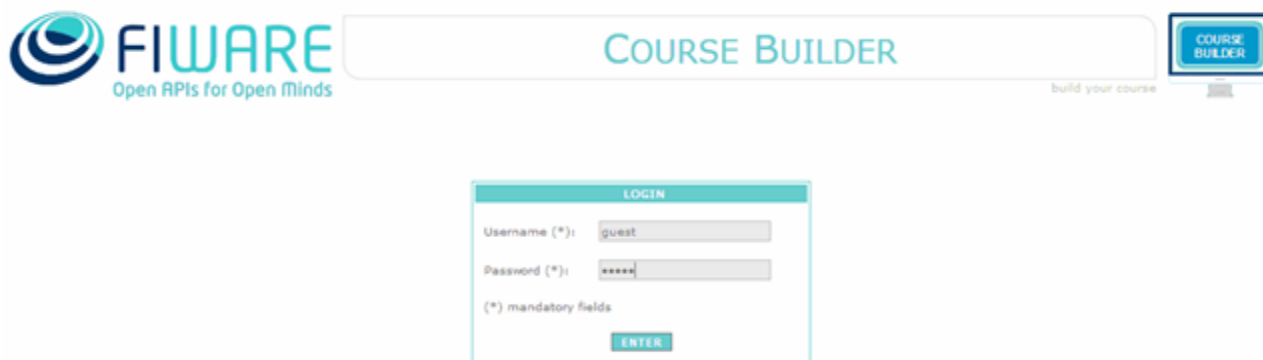 FIWARE
Open APIs for Open Minds
COURSE BUILDER
build your course
COURSE
BUILDER
LOGIN
Username (*): guest
Password (*): •••••
(*) mandatory fields
ENTER